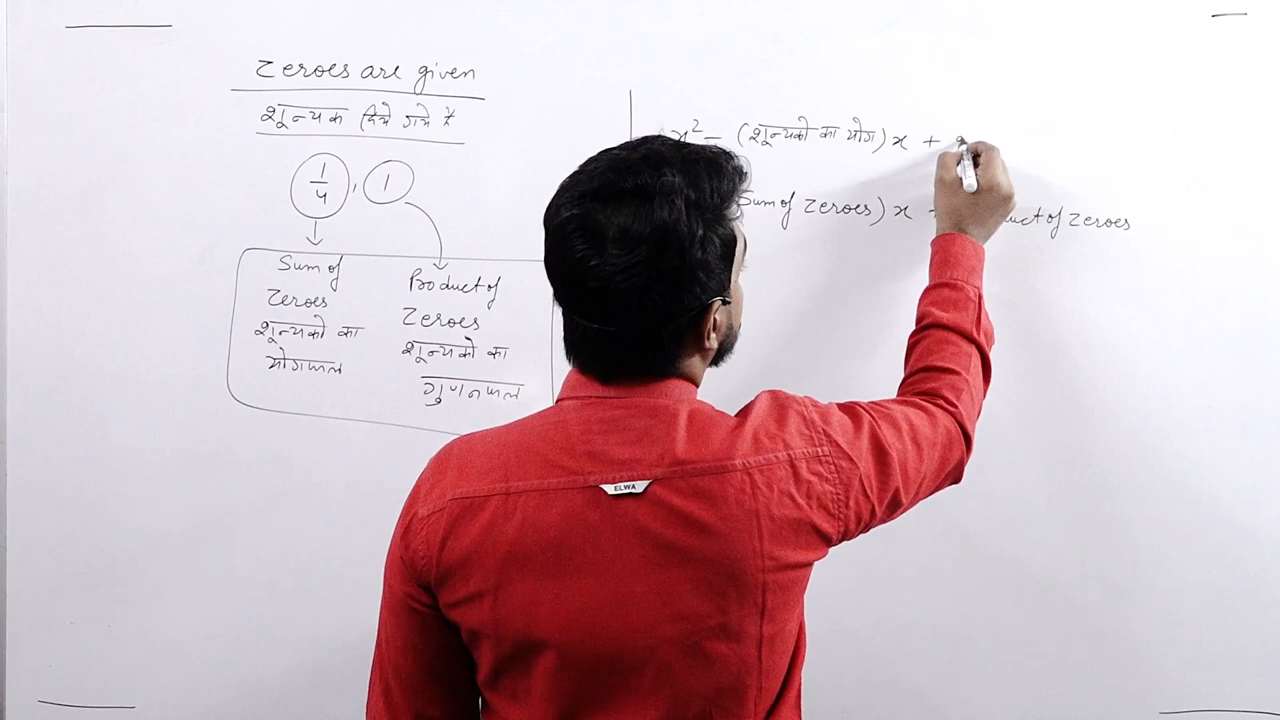 Zeroes are given
शून्यक दिये गये हैं
1/4 , 1
Sum of
Zeroes
शून्यकों का
योगफल
Product of
Zeroes
शून्यकों का
गुणनफल
x² - (शून्यकों का योग) x +
Sum of Zeroes) x + of Zeroes
ELWA